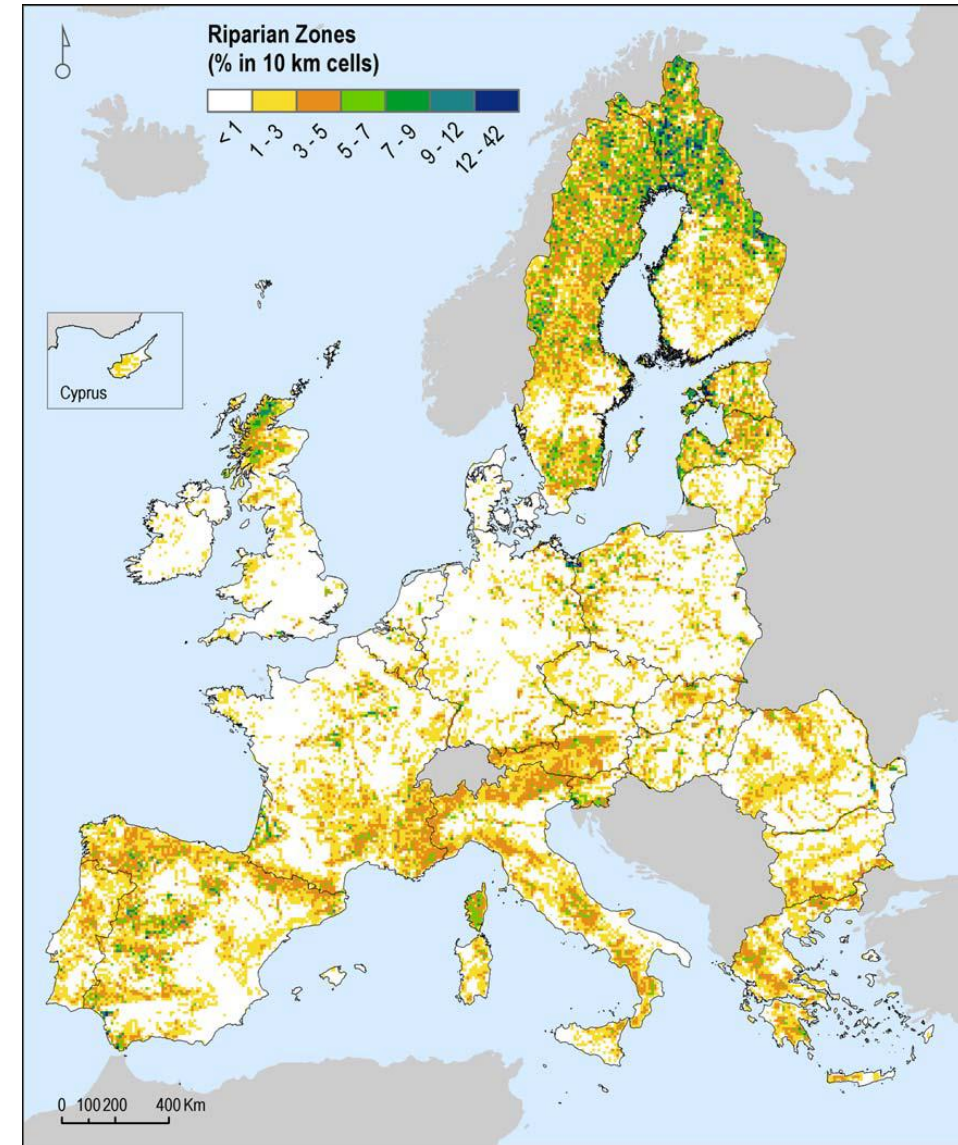 Riparian Zones
(% in 10 km cells)
< 1
1 - 3
3 - 5
5 - 7
7 - 9
9 - 12
12 - 42
Cyprus
0 100 200 400 Km